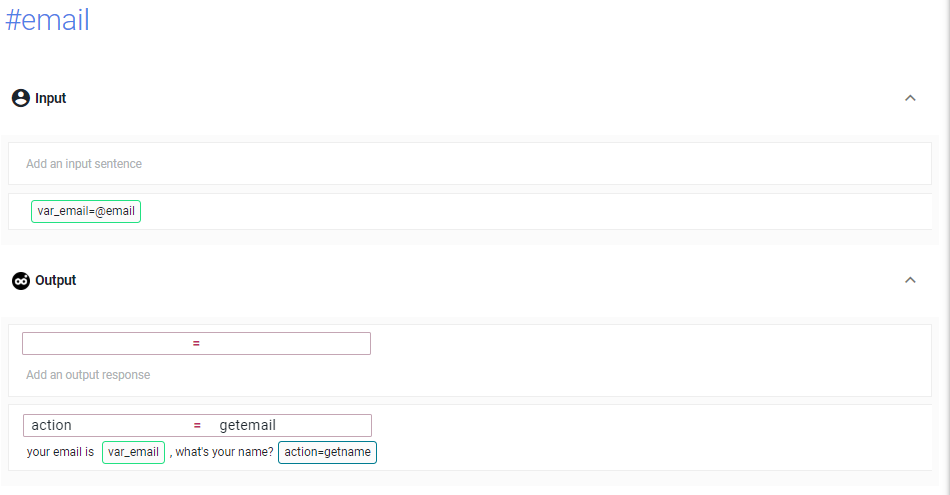 #email
Input
Add an input sentence
var_email=@email
Output
=
Add an output response
action = getemail
your email is var_email , what's your name? action=getname